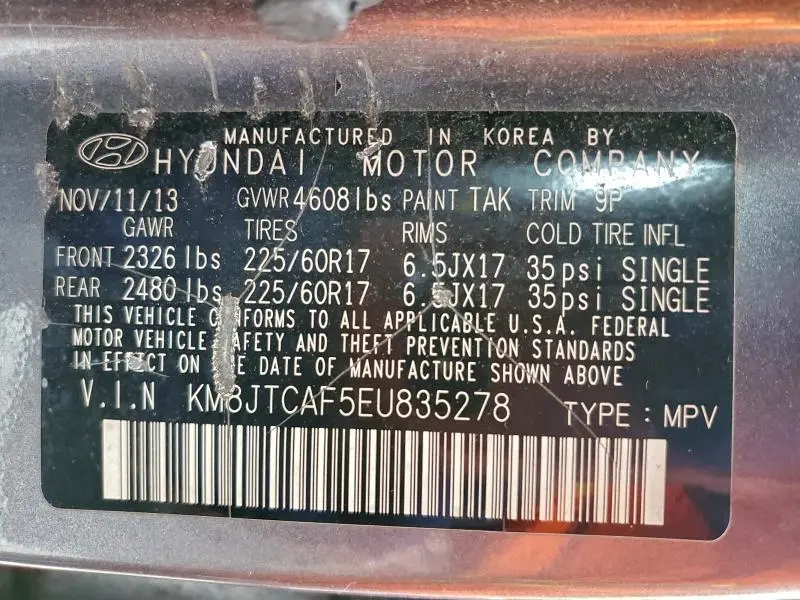 MANUFACTURED IN KOREA BY
HYUNDAI MOTOR COMPANY
NOV/11/13 GVWR 4608lbs PAINT TAK TRIM 9P
GAWR TIRES RIMS COLD TIRE INFL
FRONT 2326 lbs 225/60R17 6.5JX17 35psi SINGLE
REAR 2480 lbs 225/60R17 6.5JX17 35psi SINGLE
THIS VEHICLE CONFORMS TO ALL APPLICABLE U.S.A. FEDERAL
MOTOR VEHICLE SAFETY AND THEFT PREVENTION STANDARDS
IN EFFECT ON THE DATE OF MANUFACTURE SHOWN ABOVE
V.I.N KM8JTCAF5EU835278 TYPE : MPV